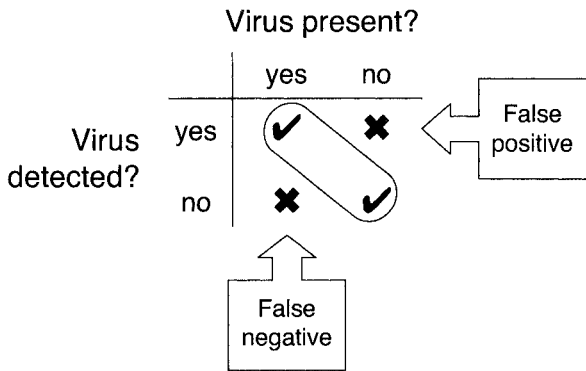 Virus present?
yes no
Virus
detected?
yes ✔ ✖
no ✖ ✔
False
positive
False
negative